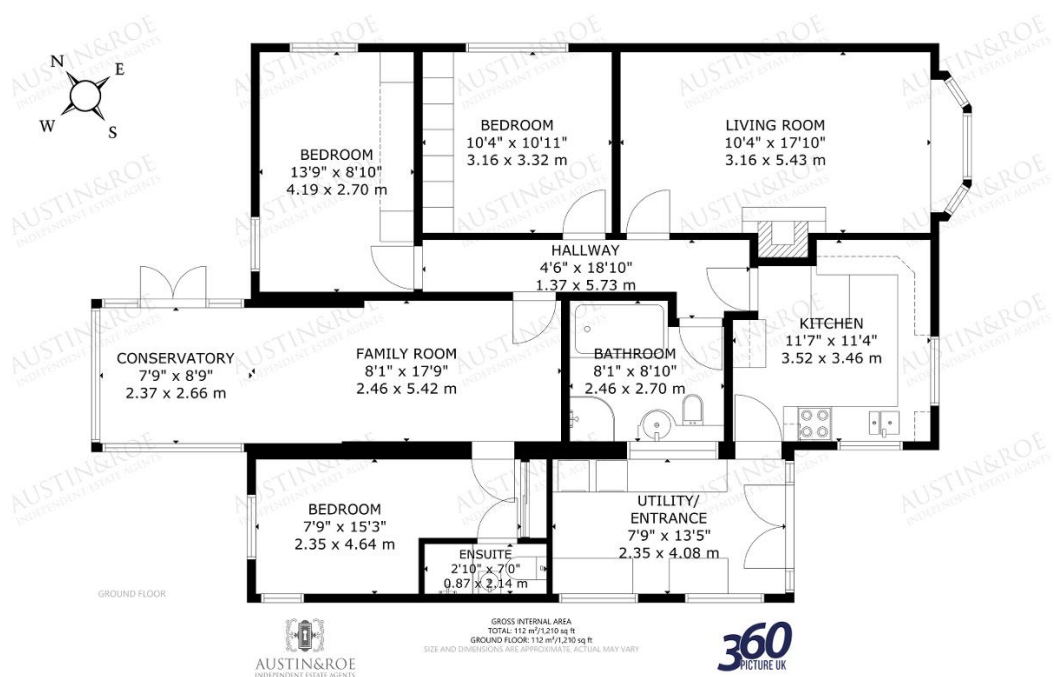 N
E
W
S
BEDROOM
13'9" x 8'10"
4.19 x 2.70 m
BEDROOM
10'4" x 10'11"
3.16 x 3.32 m
LIVING ROOM
10'4" x 17'10"
3.16 x 5.43 m
HALLWAY
4'6" x 18'10"
1.37 x 5.73 m
CONSERVATORY
7'9" x 8'9"
2.37 x 2.66 m
FAMILY ROOM
8'1" x 17'9"
2.46 x 5.42 m
BATHROOM
8'1" x 8'10"
2.46 x 2.70 m
KITCHEN
11'7" x 11'4"
3.52 x 3.46 m
BEDROOM
7'9" x 15'3"
2.35 x 4.64 m
ENSUITE
2'10" x 7'0"
0.87 x 2.14 m
UTILITY/
ENTRANCE
7'9" x 13'5"
2.35 x 4.08 m
GROUND FLOOR
GROSS INTERNAL AREA
TOTAL: 112 m²/1,210 sq ft
GROUND FLOOR: 112 m²/1,210 sq ft
SIZE AND DIMENSIONS ARE APPROXIMATE, ACTUAL MAY VARY
AUSTIN&ROE
INDEPENDENT ESTATE AGENTS
360
PICTURE UK
AUSTIN&ROE
INDEPENDENT ESTATE AGENTS